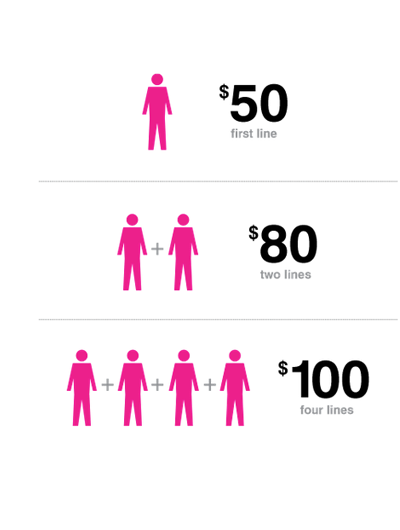 $50
first line
+
$80
two lines
+ + +
$100
four lines